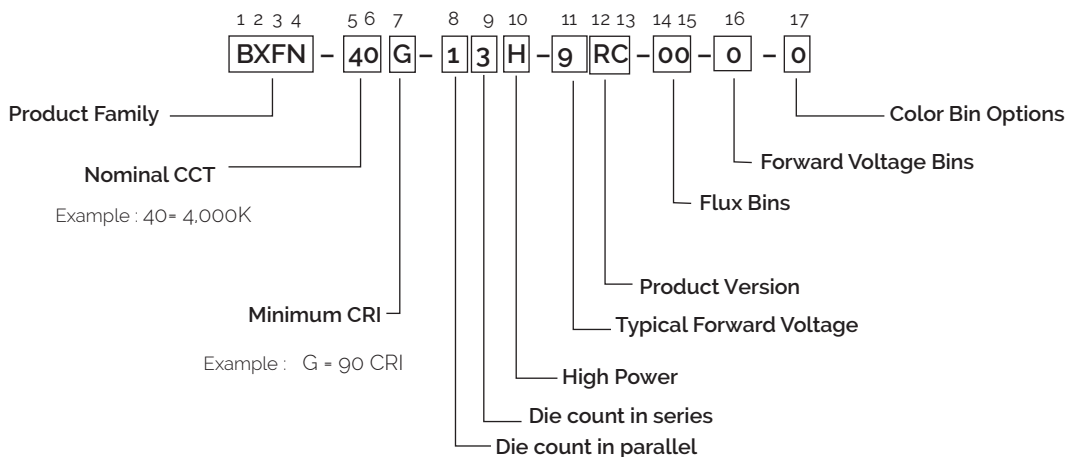 1 2 3 4 5 6 7 8 9 10 11 12 13 14 15 16 17
BXFN – 40 G – 1 3 H – 9 RC – 00 – 0 – 0
Product Family
Color Bin Options
Nominal CCT
Forward Voltage Bins
Example : 40= 4,000K
Flux Bins
Product Version
Minimum CRI
Typical Forward Voltage
Example : G = 90 CRI
High Power
Die count in series
Die count in parallel